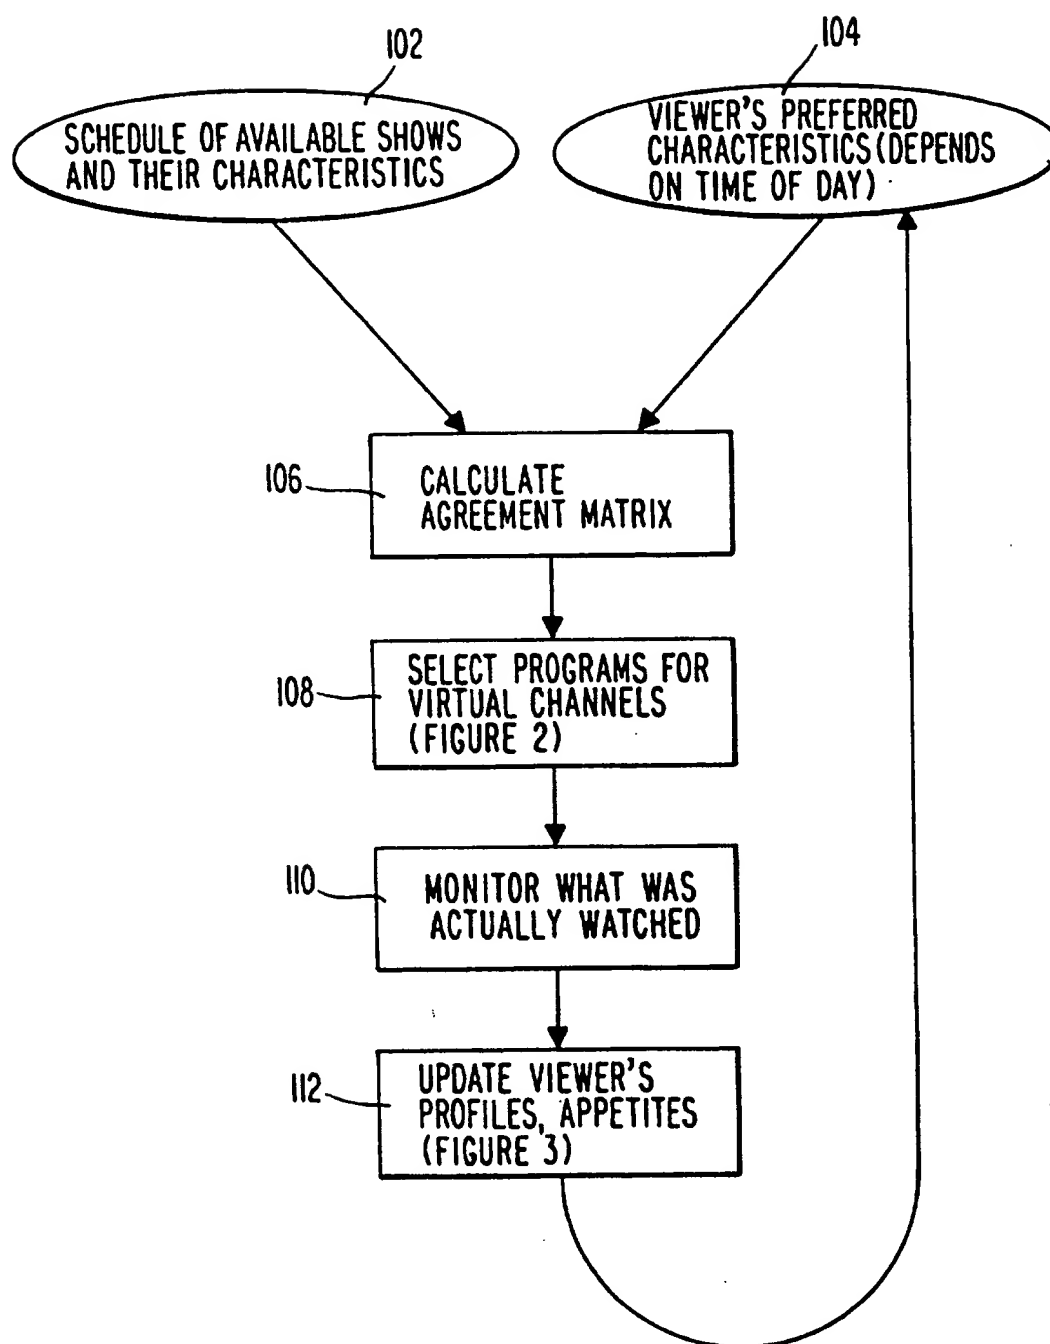 102
SCHEDULE OF AVAILABLE SHOWS
AND THEIR CHARACTERISTICS
104
VIEWER'S PREFERRED
CHARACTERISTICS (DEPENDS
ON TIME OF DAY)
106
CALCULATE
AGREEMENT MATRIX
108
SELECT PROGRAMS FOR
VIRTUAL CHANNELS
(FIGURE 2)
110
MONITOR WHAT WAS
ACTUALLY WATCHED
112
UPDATE VIEWER'S
PROFILES, APPETITES
(FIGURE 3)